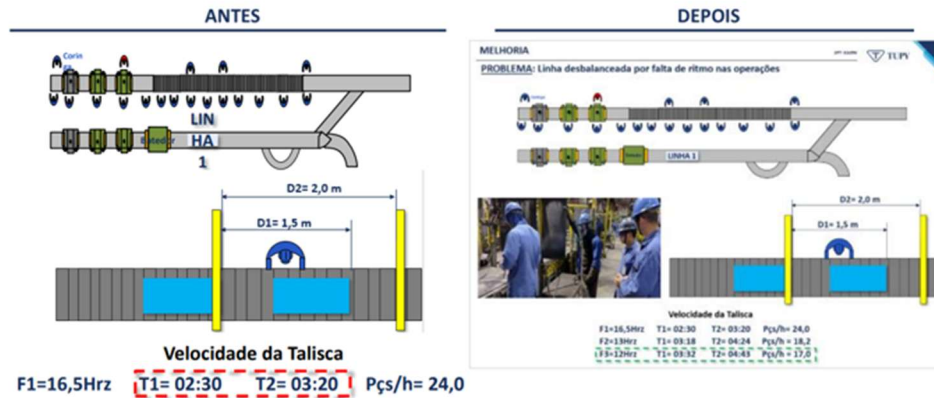 ANTES
Corin
LIN
Batedor
HA
1
D2= 2,0 m
D1= 1,5 m
Velocidade da Talisca
F1=16,5Hrz T1= 02:30 T2= 03:20 Pçs/h= 24,0
DEPOIS
MELHORIA
TUPY
PROBLEMA: Linha desbalanceada por falta de ritmo nas operações
LINHA 1
D2= 2,0 m
D1= 1,5 m
Velocidade da Talisca
F1=16,5Hrz T1= 02:30 T2= 03:20 Pçs/h= 24,0
F2=13Hrz T1= 03:18 T2= 04:24 Pçs/h = 18,2
F3=12Hrz T1= 03:32 T2= 04:43 Pçs/h= 17,0